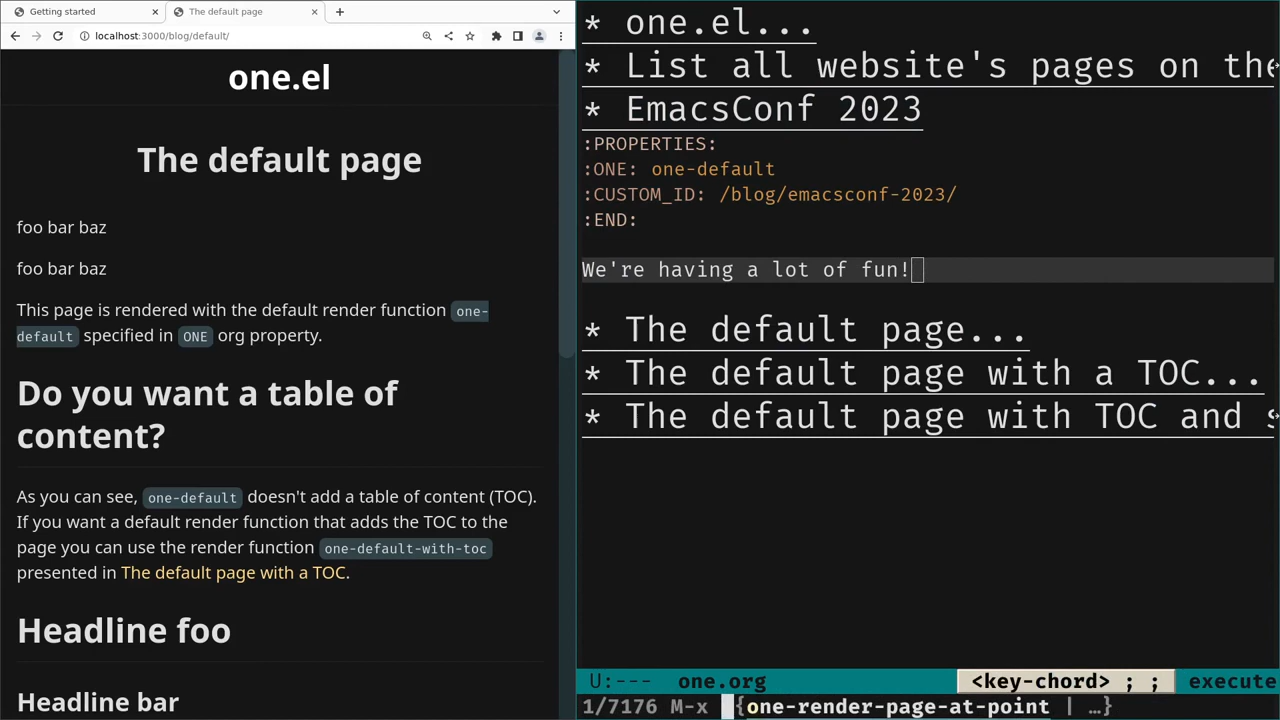 Getting started
The default page
localhost:3000/blog/default/
one.el
The default page
foo bar baz
foo bar baz
This page is rendered with the default render function one-
default specified in ONE org property.
Do you want a table of
content?
As you can see, one-default doesn't add a table of content (TOC).
If you want a default render function that adds the TOC to the
page you can use the render function one-default-with-toc
presented in The default page with a TOC.
Headline foo
Headline bar
* one.el...
* List all website's pages on the
* EmacsConf 2023
:PROPERTIES:
:ONE: one-default
:CUSTOM_ID: /blog/emacsconf-2023/
:END:
We're having a lot of fun!
* The default page...
* The default page with a TOC...
* The default page with TOC and s
U:--- one.org <key-chord> ; ; execute
1/7176 M-x {one-render-page-at-point | …}